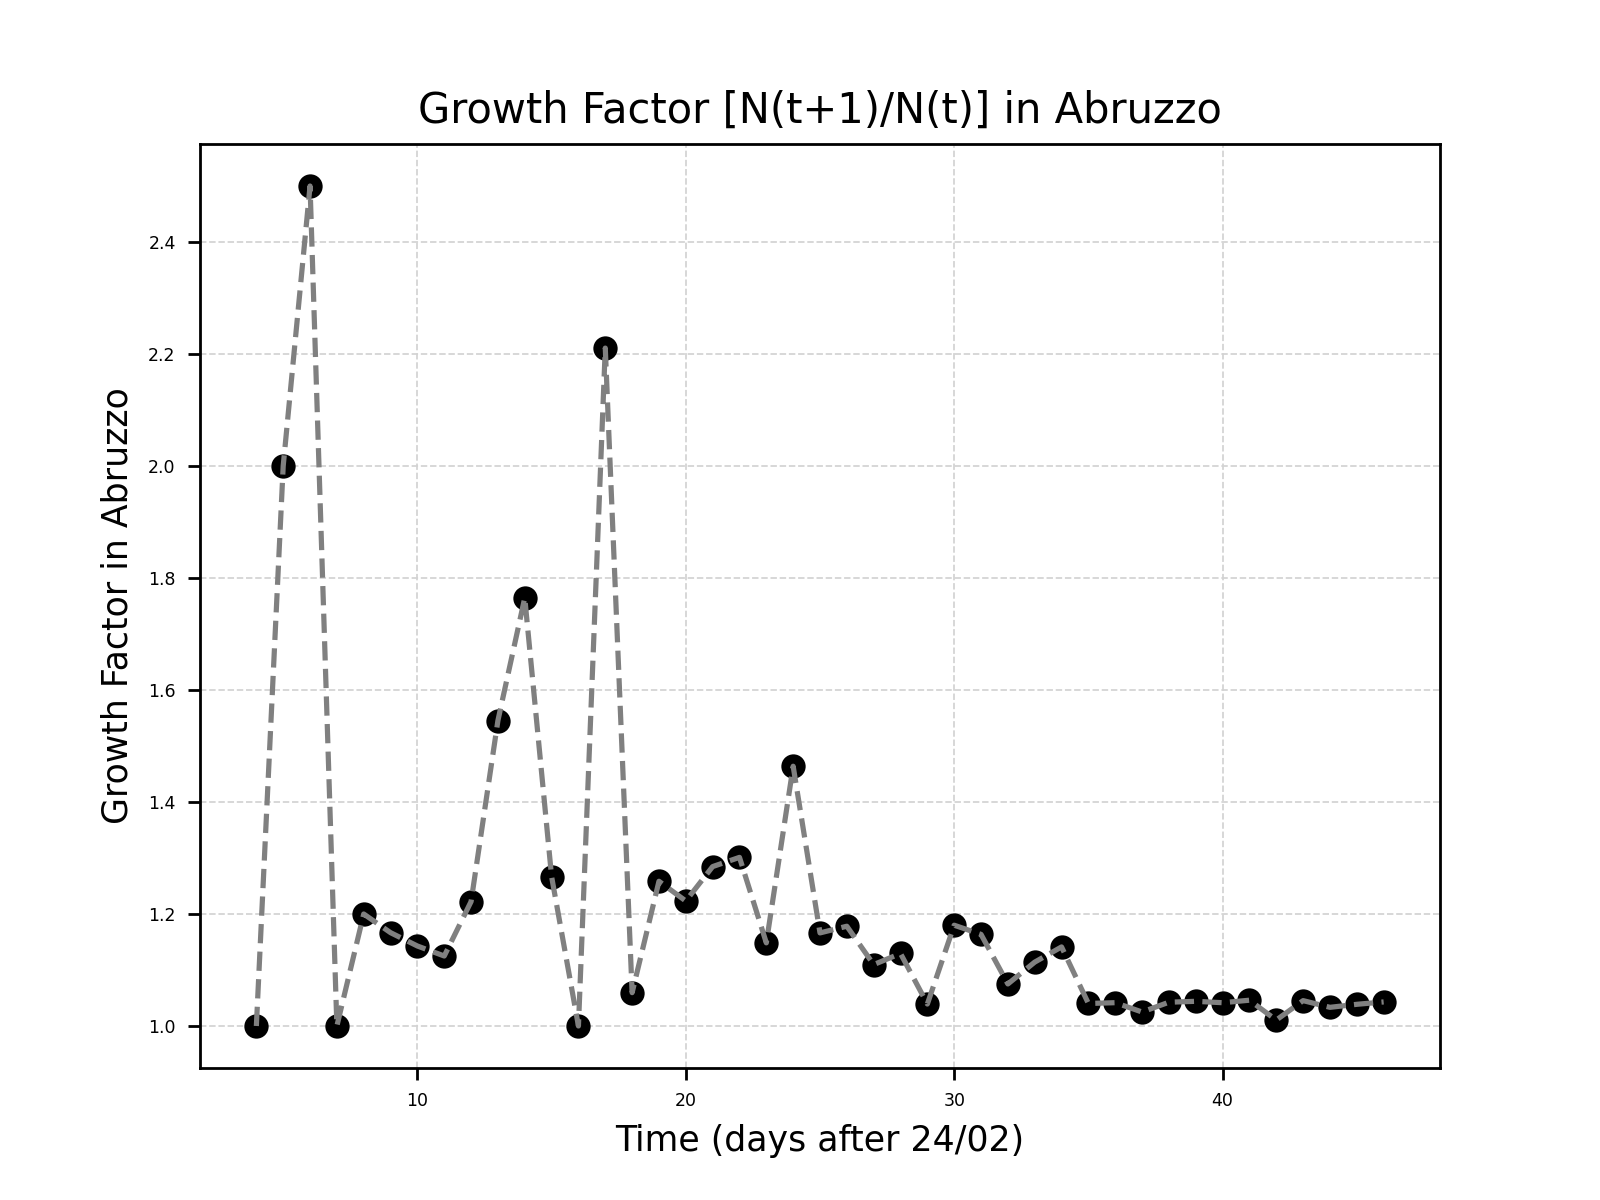 Growth Factor [N(t+1)/N(t)] in Abruzzo
Growth Factor in Abruzzo
2.4
2.2
2.0
1.8
1.6
1.4
1.2
1.0
10 20 30 40
Time (days after 24/02)